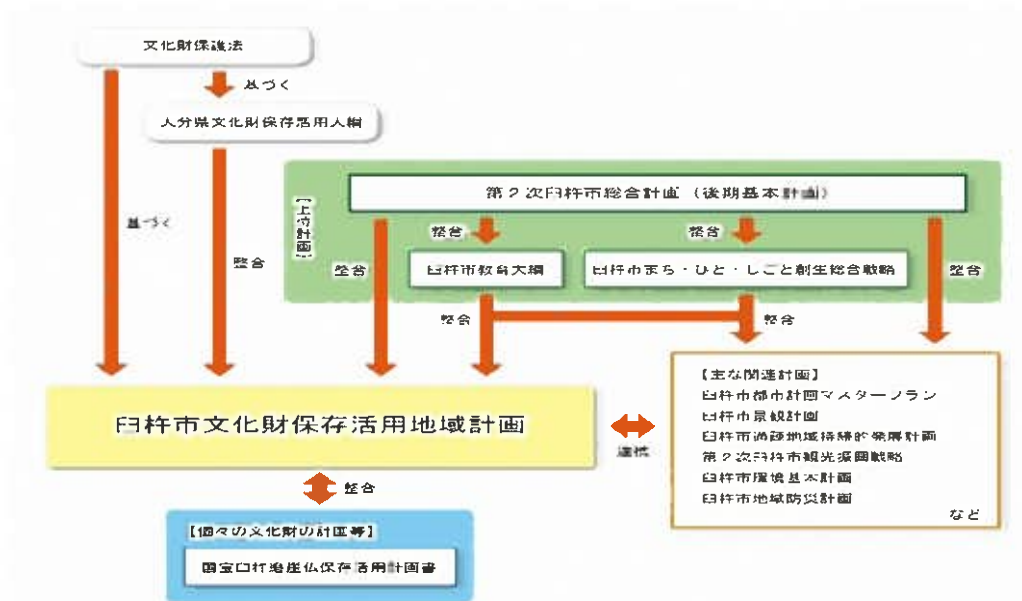 文化財保護法
基づく
大分県文化財保存活用大綱
基づく
整合
【上位計画】
第2次臼杵市総合計画（後期基本計画）
整合
整合
整合
臼杵市教育大綱
臼杵市まち・ひと・しごと創生総合戦略
整合
整合
整合
臼杵市文化財保存活用地域計画
連携
【主な関連計画】
臼杵市都市計画マスタープラン
臼杵市景観計画
臼杵市過疎地域持続的発展計画
第2次臼杵市観光振興戦略
臼杵市環境基本計画
臼杵市地域防災計画
など
整合
【個々の文化財の計画等】
国宝臼杵磨崖仏保存活用計画書